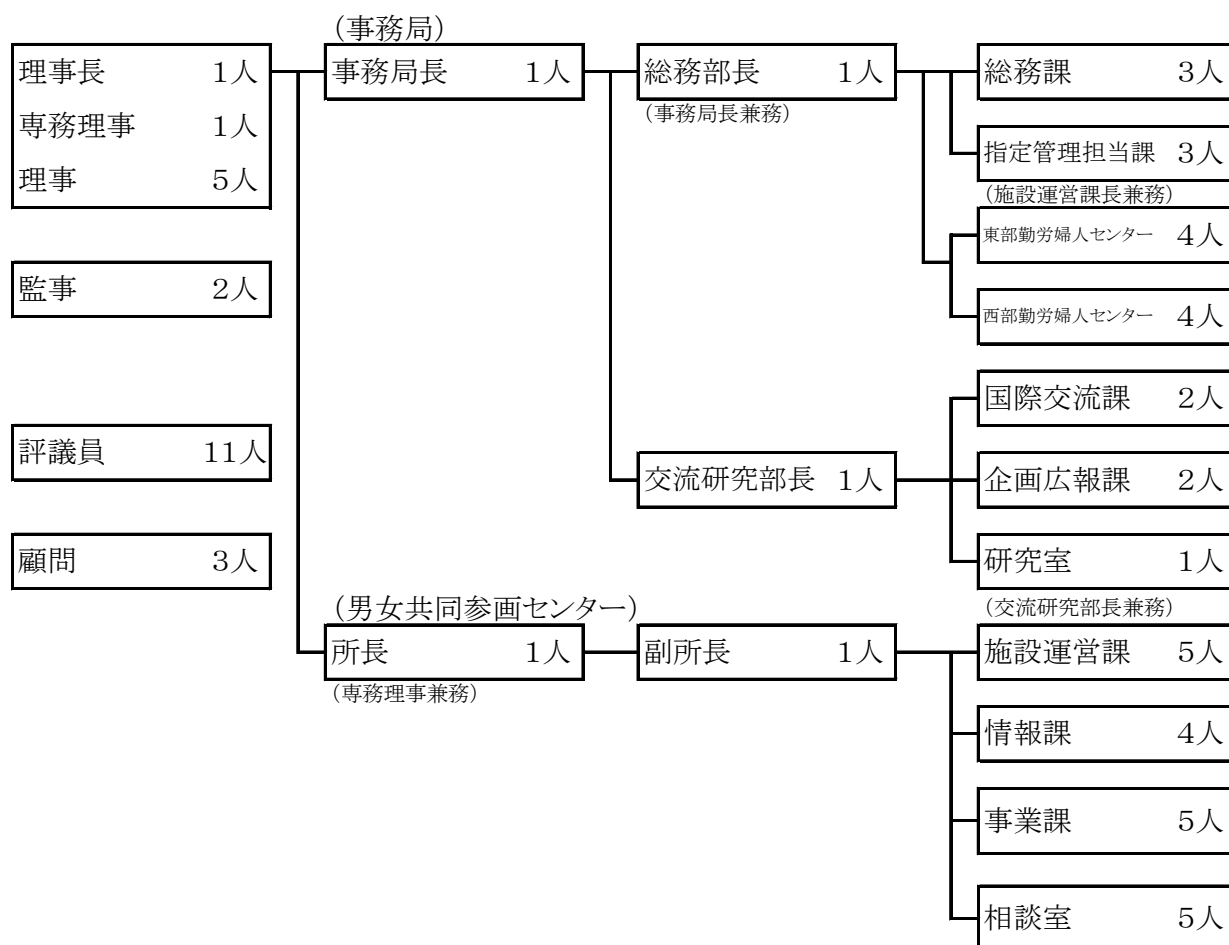 (事務局)
理事長 1人
専務理事 1人
理事 5人
監事 2人
評議員 11人
顧問 3人
事務局長 1人
総務部長 1人
(事務局長兼務)
総務課 3人
指定管理担当課 3人
(施設運営課長兼務)
東部勤労婦人センター 4人
西部勤労婦人センター 4人
交流研究部長 1人
国際交流課 2人
企画広報課 2人
研究室 1人
(交流研究部長兼務)
(男女共同参画センター)
所長 1人
(専務理事兼務)
副所長 1人
施設運営課 5人
情報課 4人
事業課 5人
相談室 5人